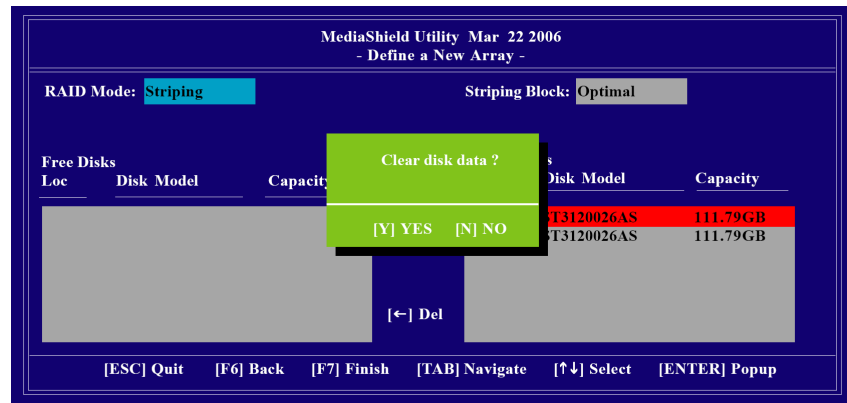 MediaShield Utility Mar 22 2006
- Define a New Array -
RAID Mode: Striping Striping Block: Optimal
Clear disk data ?
[Y] YES [N] NO
Free Disks
Loc Disk Model Capacity
Disk Model Capacity
ST3120026AS 111.79GB
ST3120026AS 111.79GB
[←] Del
[ESC] Quit [F6] Back [F7] Finish [TAB] Navigate [↑↓] Select [ENTER] Popup